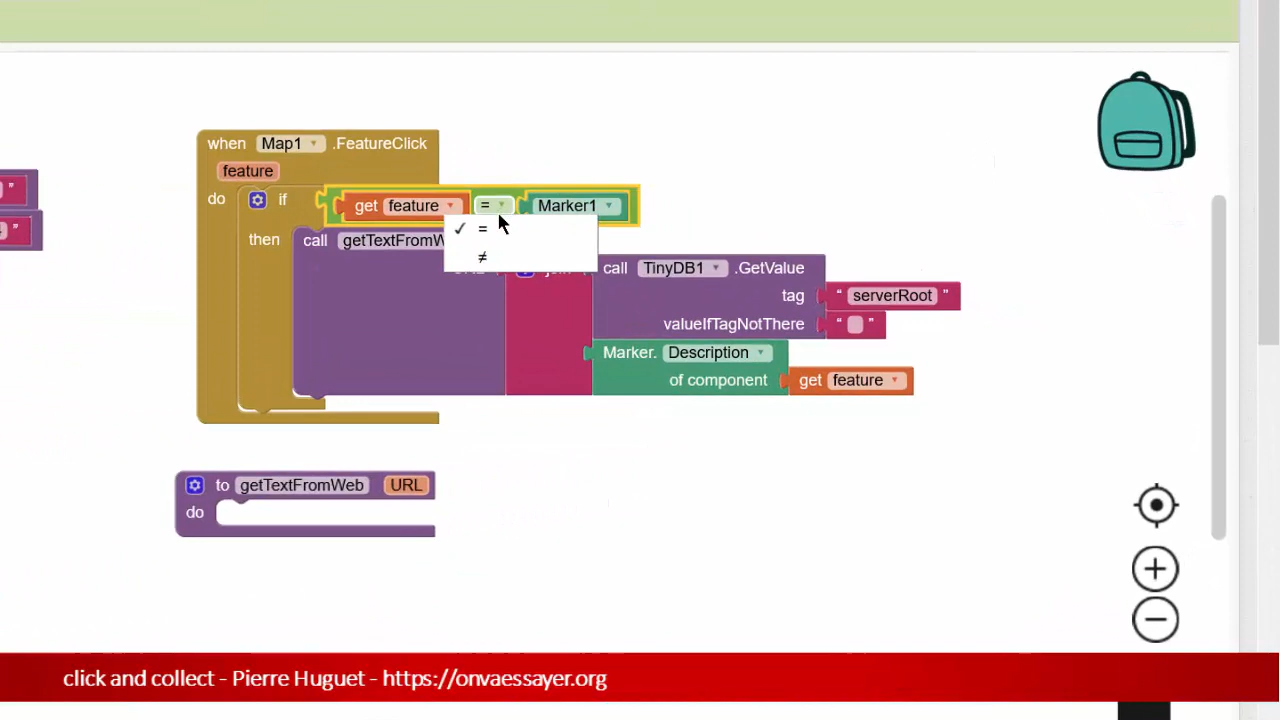 when Map1 .FeatureClick
feature
do if get feature = Marker1
=
≠
then call getTextFromW
call TinyDB1 .GetValue
tag " serverRoot "
valueIfTagNotThere " "
Marker. Description
of component get feature
to getTextFromWeb URL
do
click and collect - Pierre Huguet - https://onvaessayer.org